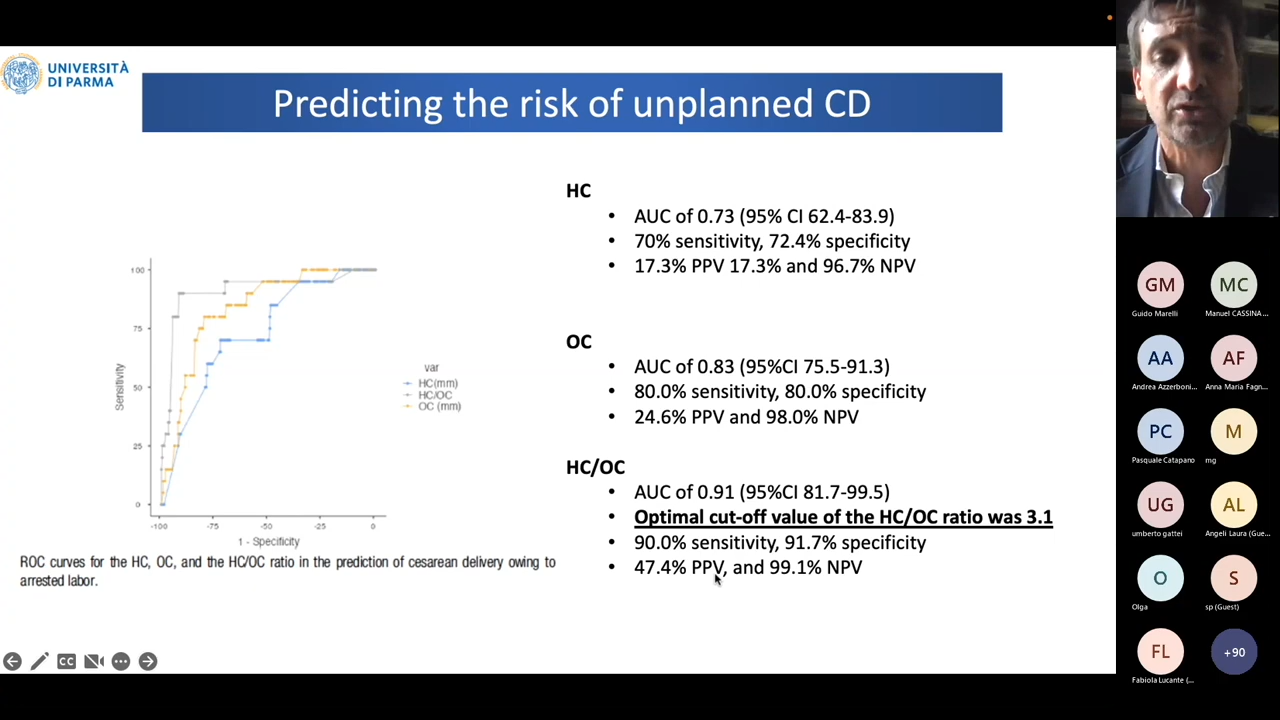 UNIVERSITÀ
DI PARMA
Predicting the risk of unplanned CD
HC
• AUC of 0.73 (95% CI 62.4-83.9)
• 70% sensitivity, 72.4% specificity
• 17.3% PPV 17.3% and 96.7% NPV
OC
• AUC of 0.83 (95%CI 75.5-91.3)
• 80.0% sensitivity, 80.0% specificity
• 24.6% PPV and 98.0% NPV
HC/OC
• AUC of 0.91 (95%CI 81.7-99.5)
• Optimal cut-off value of the HC/OC ratio was 3.1
• 90.0% sensitivity, 91.7% specificity
• 47.4% PPV, and 99.1% NPV
100
75
50
25
0
Sensitivity
-100 -75 -50 -25 0
1 - Specificity
var
HC(mm)
HC/OC
OC (mm)
ROC curves for the HC, OC, and the HC/OC ratio in the prediction of cesarean delivery owing to
arrested labor.
CC
GM
Guido Marelli
MC
Manuel CASSINA ...
AA
Andrea Azzerboni...
AF
Anna Maria Fagn...
PC
Pasquale Catapano
M
mg
UG
umberto gattei
AL
Angeli Laura (Gue...
O
Olga
S
sp (Guest)
FL
Fabiola Lucante (...
+90